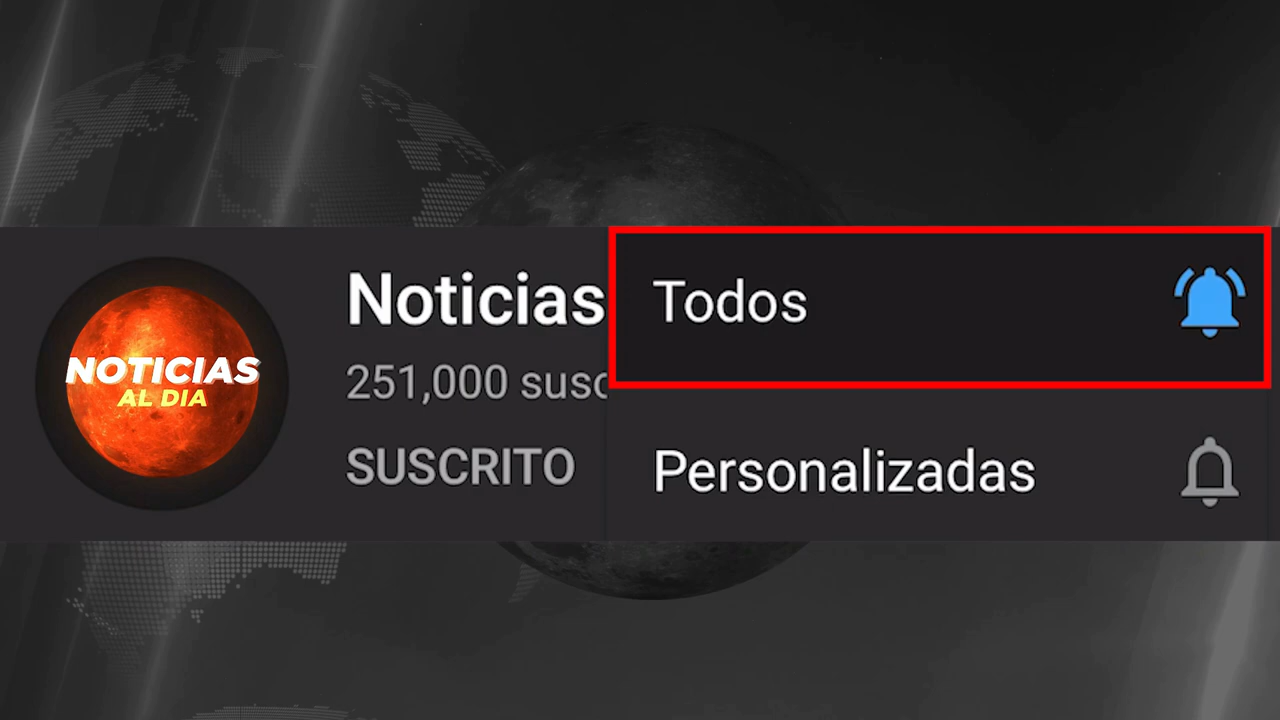 NOTICIAS
AL DIA
Noticias
251,000 susc
SUSCRITO
Todos
Personalizadas